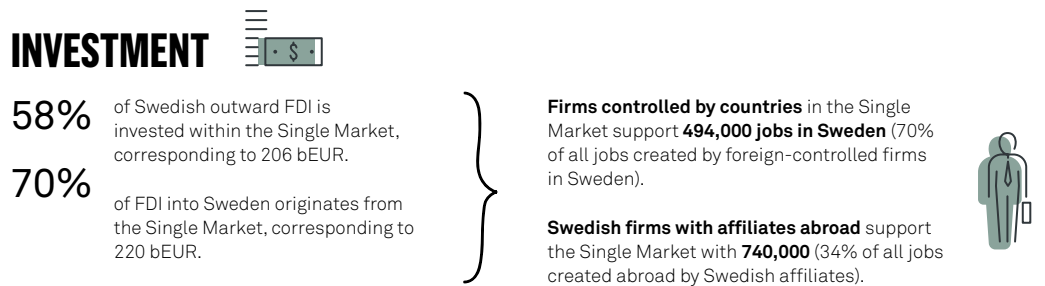 INVESTMENT
$
58%
of Swedish outward FDI is
invested within the Single Market,
corresponding to 206 bEUR.
70%
of FDI into Sweden originates from
the Single Market, corresponding to
220 bEUR.
Firms controlled by countries in the Single
Market support 494,000 jobs in Sweden (70%
of all jobs created by foreign-controlled firms
in Sweden).
Swedish firms with affiliates abroad support
the Single Market with 740,000 (34% of all jobs
created abroad by Swedish affiliates).